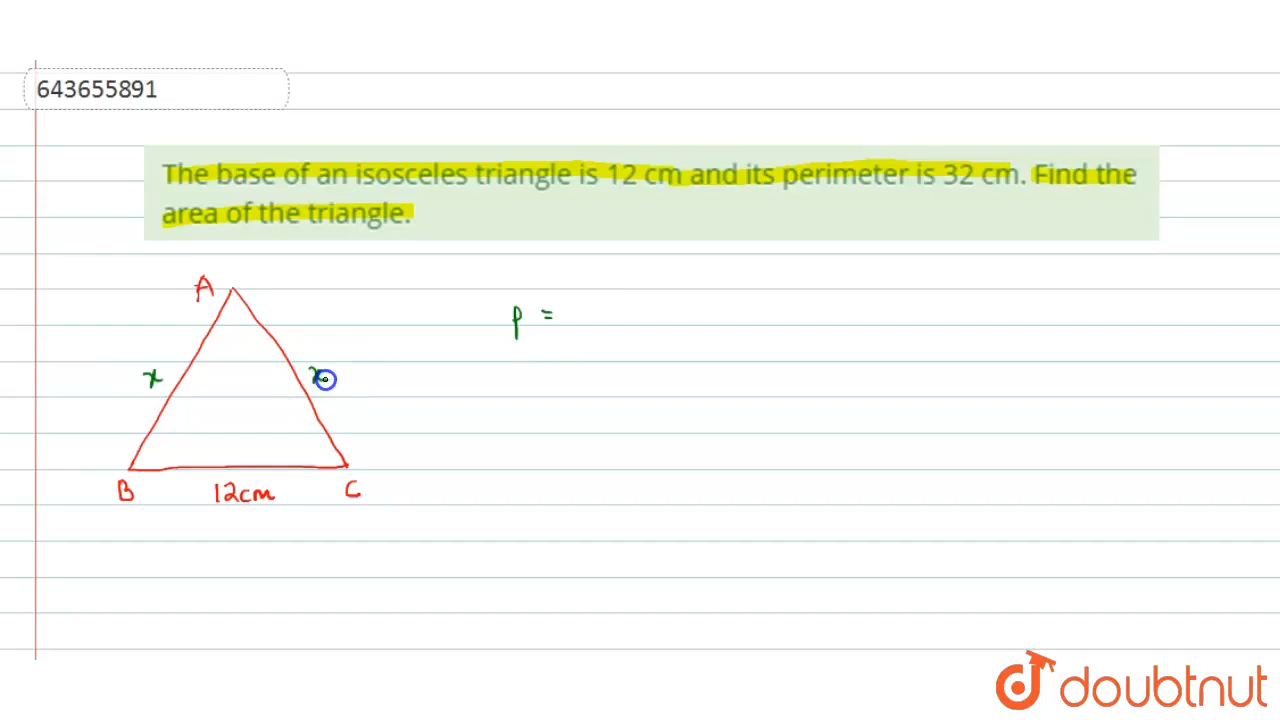 643655891
The base of an isosceles triangle is 12 cm and its perimeter is 32 cm. Find the
area of the triangle.
A
P =
x x
B 12cm C
doubtnut